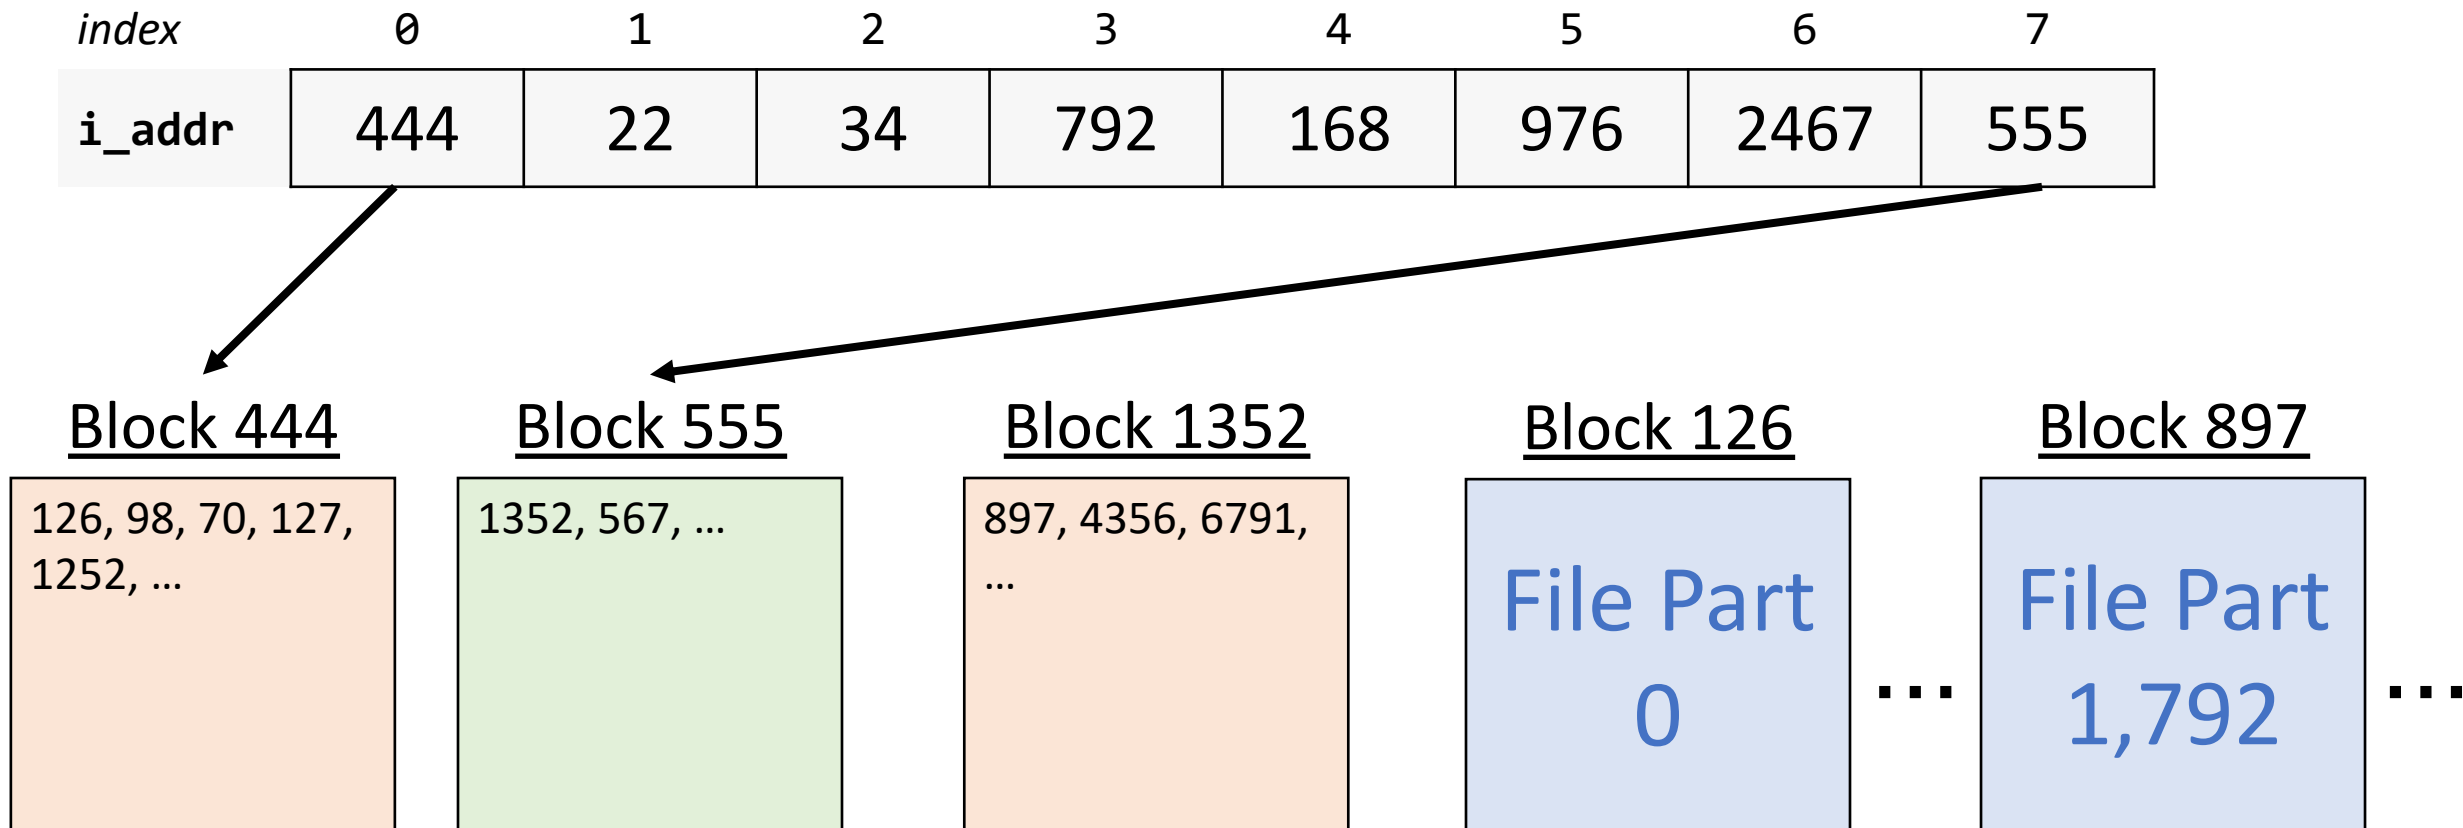 index 0 1 2 3 4 5 6 7
i_addr 444 22 34 792 168 976 2467 555
Block 444 Block 555 Block 1352 Block 126 Block 897
126, 98, 70, 127,
1252, …
1352, 567, …
897, 4356, 6791,
…
File Part
0
…
File Part
1,792
…